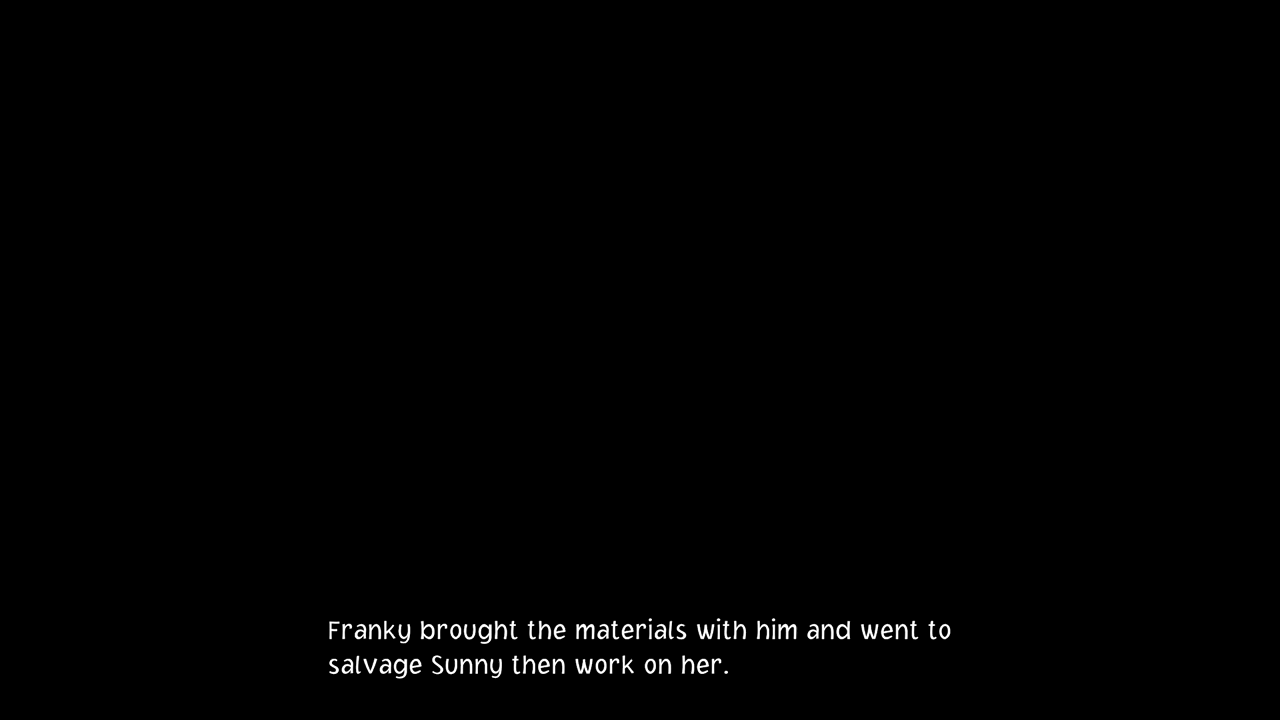 Franky brought the materials with him and went to
salvage Sunny then work on her.